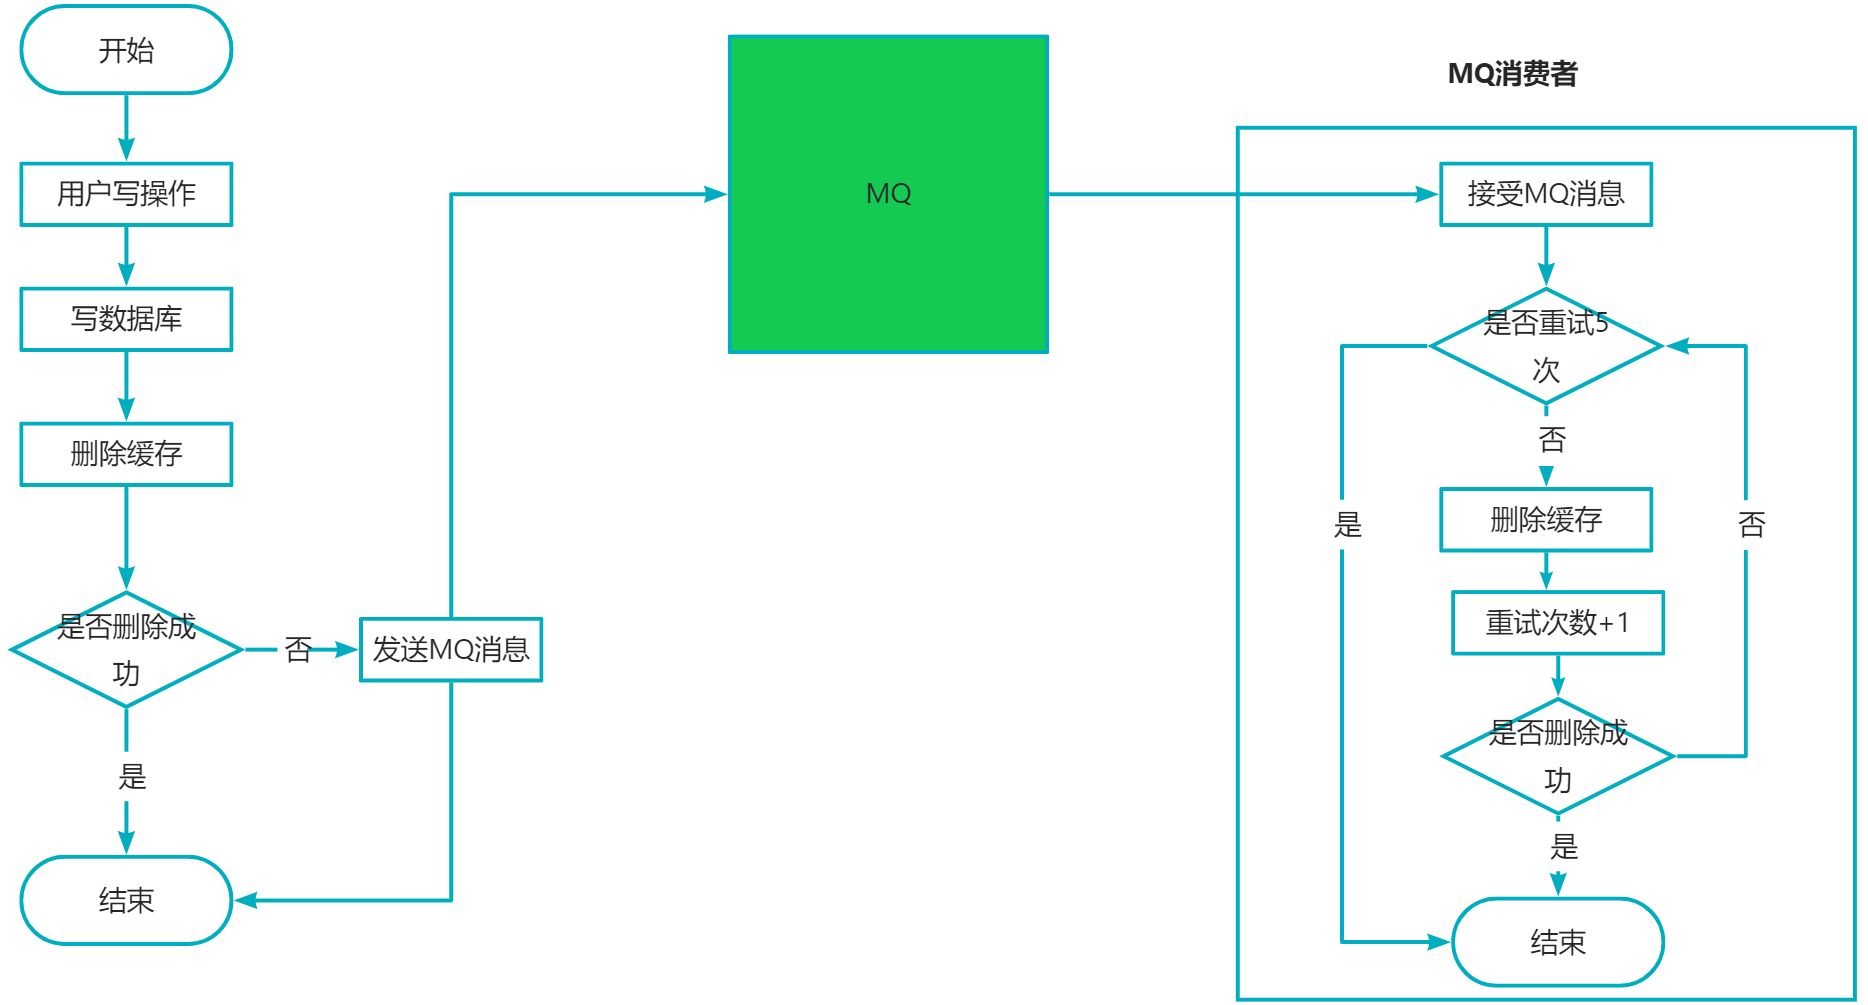 开始
用户写操作
写数据库
删除缓存
是否删除成
功
否
发送MQ消息
是
结束
MQ
MQ消费者
接受MQ消息
是否重试5
次
否
删除缓存
是
否
重试次数+1
是否删除成
功
是
结束